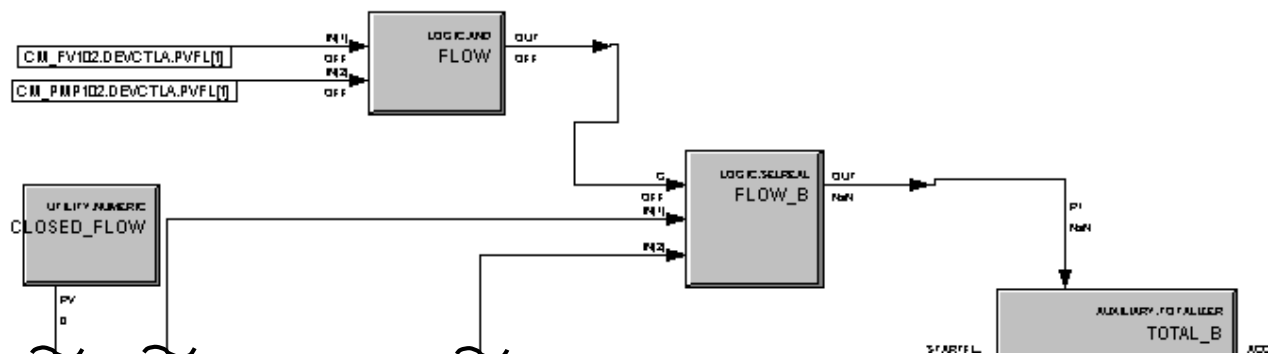 LOGIC.AND
IN[1]
OUT
CM_FV102.DEVCTLA.PVFL[1]
OFF
FLOW
OFF
IN[2]
CM_PMP102.DEVCTLA.PVFL[1]
OFF
LOGIC.SELREAL
G
OUT
UTILITY.NUMERIC
OFF
FLOW_B
NaN
CLOSED_FLOW
IN[1]
P1
NaN
IN[2]
PV
0
AUXILIARY.TOTALIZER
TOTAL_B